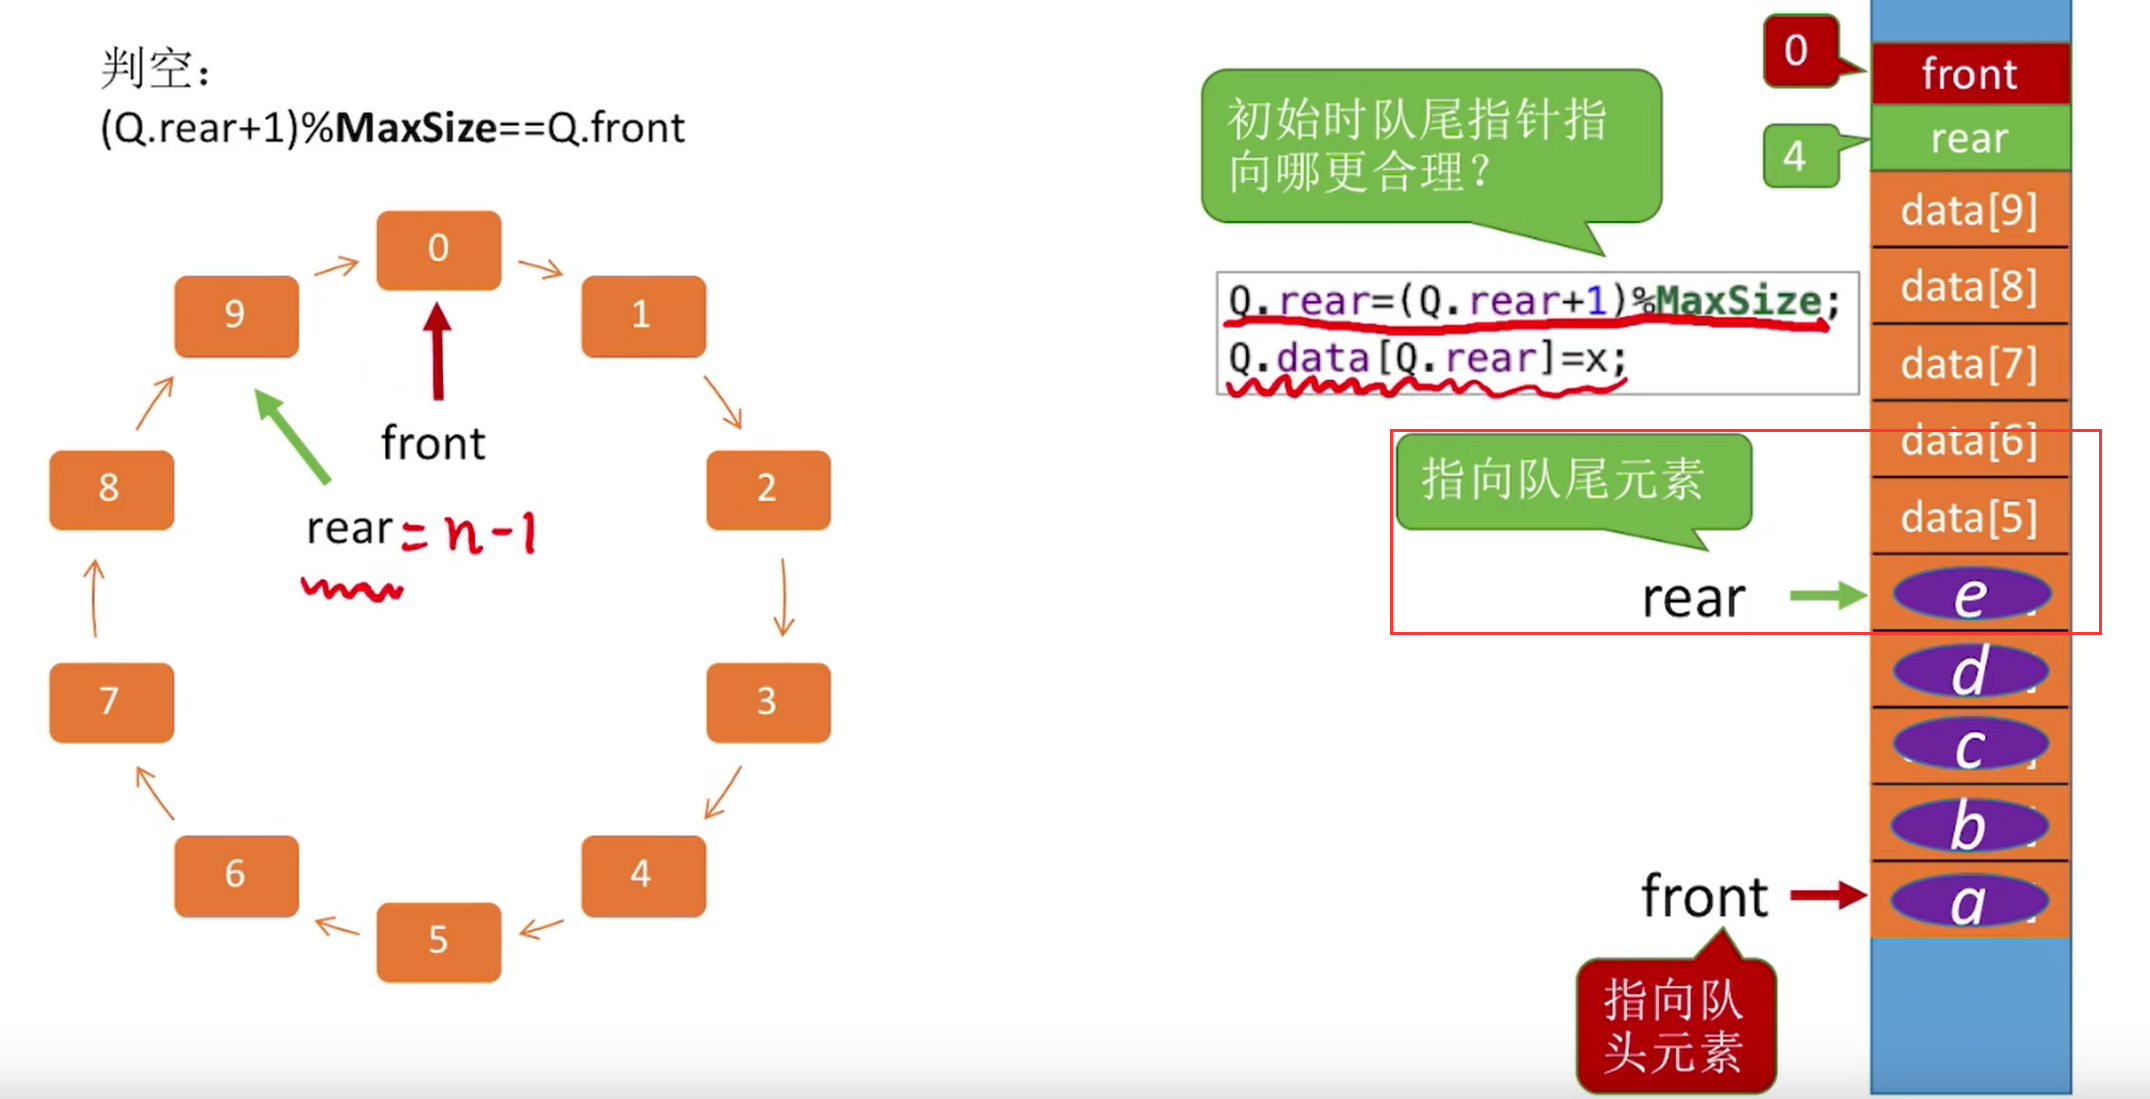 判空：
(Q.rear+1)%MaxSize==Q.front
0
1
2
3
4
5
6
7
8
9
front
rear = n-1
初始时队尾指针指
向哪更合理？
Q.rear=(Q.rear+1)%MaxSize;
Q.data[Q.rear]=x;
指向队尾元素
rear
front
指向队
头元素
0
front
4
rear
data[9]
data[8]
data[7]
data[6]
data[5]
e
d
c
b
a